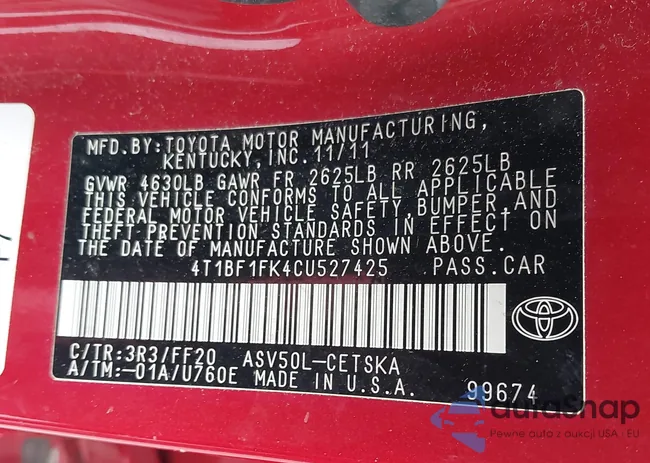 MFD. BY: TOYOTA MOTOR MANUFACTURING,
KENTUCKY, INC. 11/11
GVWR 4630LB GAWR FR 2625LB RR 2625LB
THIS VEHICLE CONFORMS TO ALL APPLICABLE
FEDERAL MOTOR VEHICLE SAFETY, BUMPER, AND
THEFT PREVENTION STANDARDS IN EFFECT ON
THE DATE OF MANUFACTURE SHOWN ABOVE.
4T1BF1FK4CU527425 PASS.CAR
C/TR:3R3/FF20 ASV50L-CETSKA
A/TM:-01A/U760E MADE IN U.S.A. 99674
autoSnap
Pewne auto z aukcji USA i EU